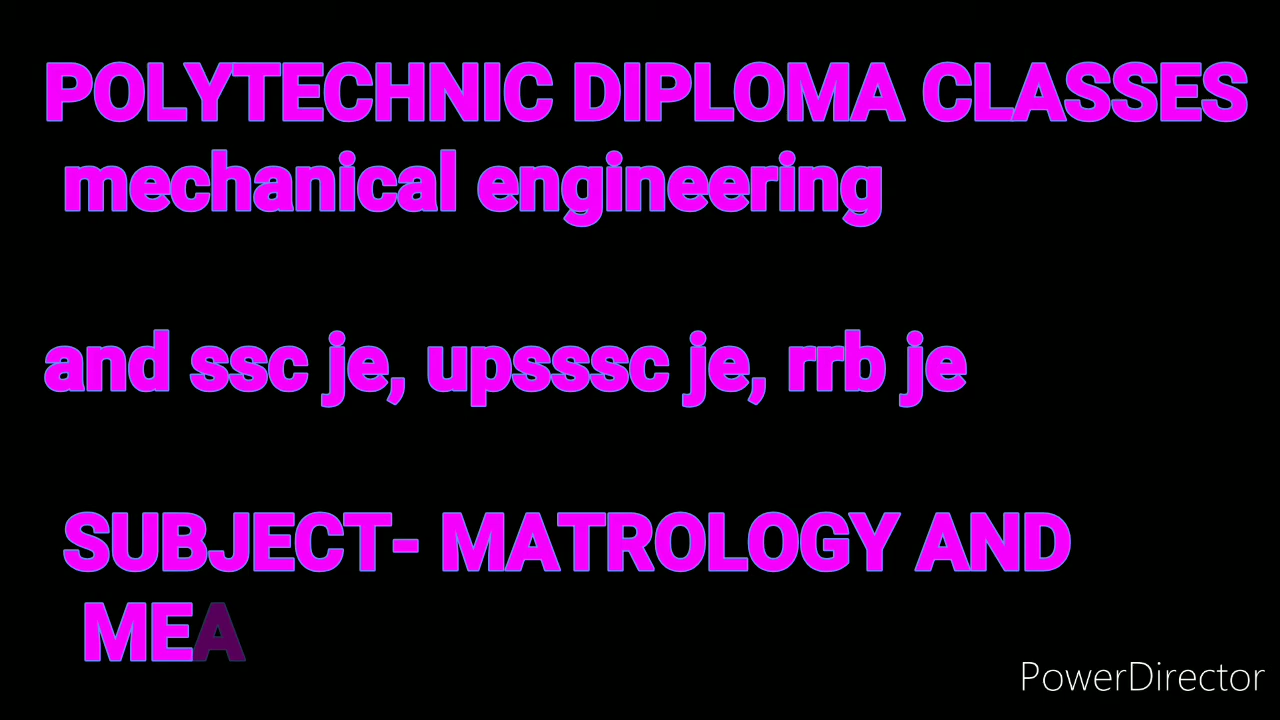 POLYTECHNIC DIPLOMA CLASSES
mechanical engineering
and ssc je, upsssc je, rrb je
SUBJECT- MATROLOGY AND
MEA
PowerDirector